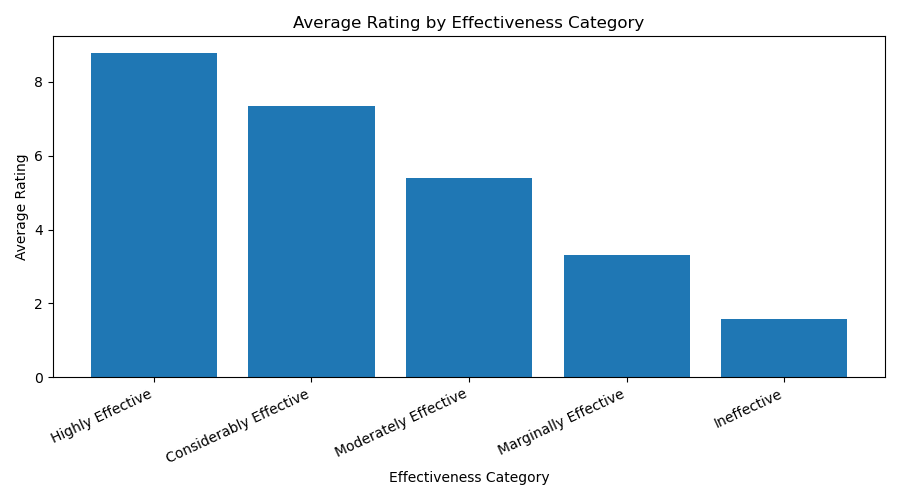 Average Rating by Effectiveness Category
Average Rating
8
6
4
2
0
Highly Effective
Considerably Effective
Moderately Effective
Marginally Effective
Ineffective
Effectiveness Category